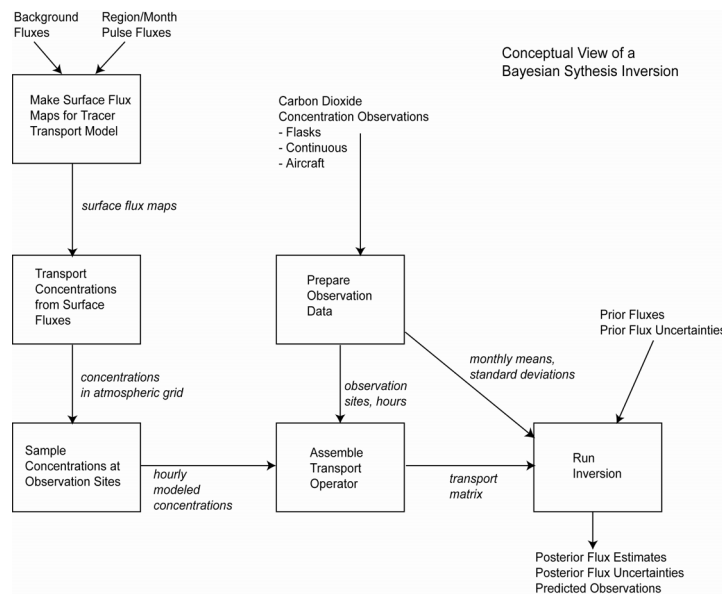 Background
Fluxes
Region/Month
Pulse Fluxes
Conceptual View of a
Bayesian Sythesis Inversion
Make Surface Flux
Maps for Tracer
Transport Model
Carbon Dioxide
Concentration Observations
- Flasks
- Continuous
- Aircraft
surface flux maps
Transport
Concentrations
from Surface
Fluxes
Prepare
Observation
Data
Prior Fluxes
Prior Flux Uncertainties
concentrations
in atmospheric grid
observation
sites, hours
monthly means,
standard deviations
Sample
Concentrations at
Observation Sites
hourly
modeled
concentrations
Assemble
Transport
Operator
transport
matrix
Run
Inversion
Posterior Flux Estimates
Posterior Flux Uncertainties
Predicted Observations